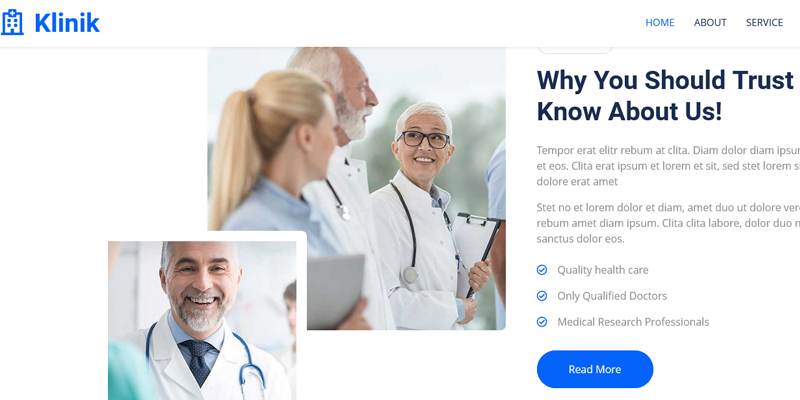 Klinik
HOME ABOUT SERVICE
Why You Should Trust
Know About Us!
Tempor erat elitr rebum at clita. Diam dolor diam
et eos. Clita erat ipsum et lorem et sit, sed stet lorem
dolore erat amet
Stet no et lorem dolor et diam, amet duo ut dolore
rebum amet diam ipsum. Clita clita labore, dolor duo
sanctus dolor eos.
Quality health care
Only Qualified Doctors
Medical Research Professionals
Read More